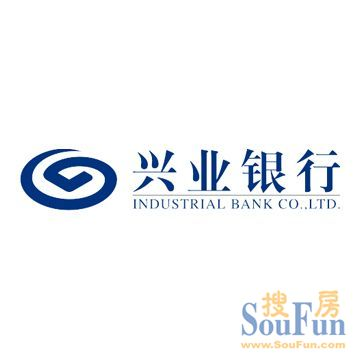 兴业银行
INDUSTRIAL BANK CO.,LTD.
搜房
SouFun
www.SouFun.com